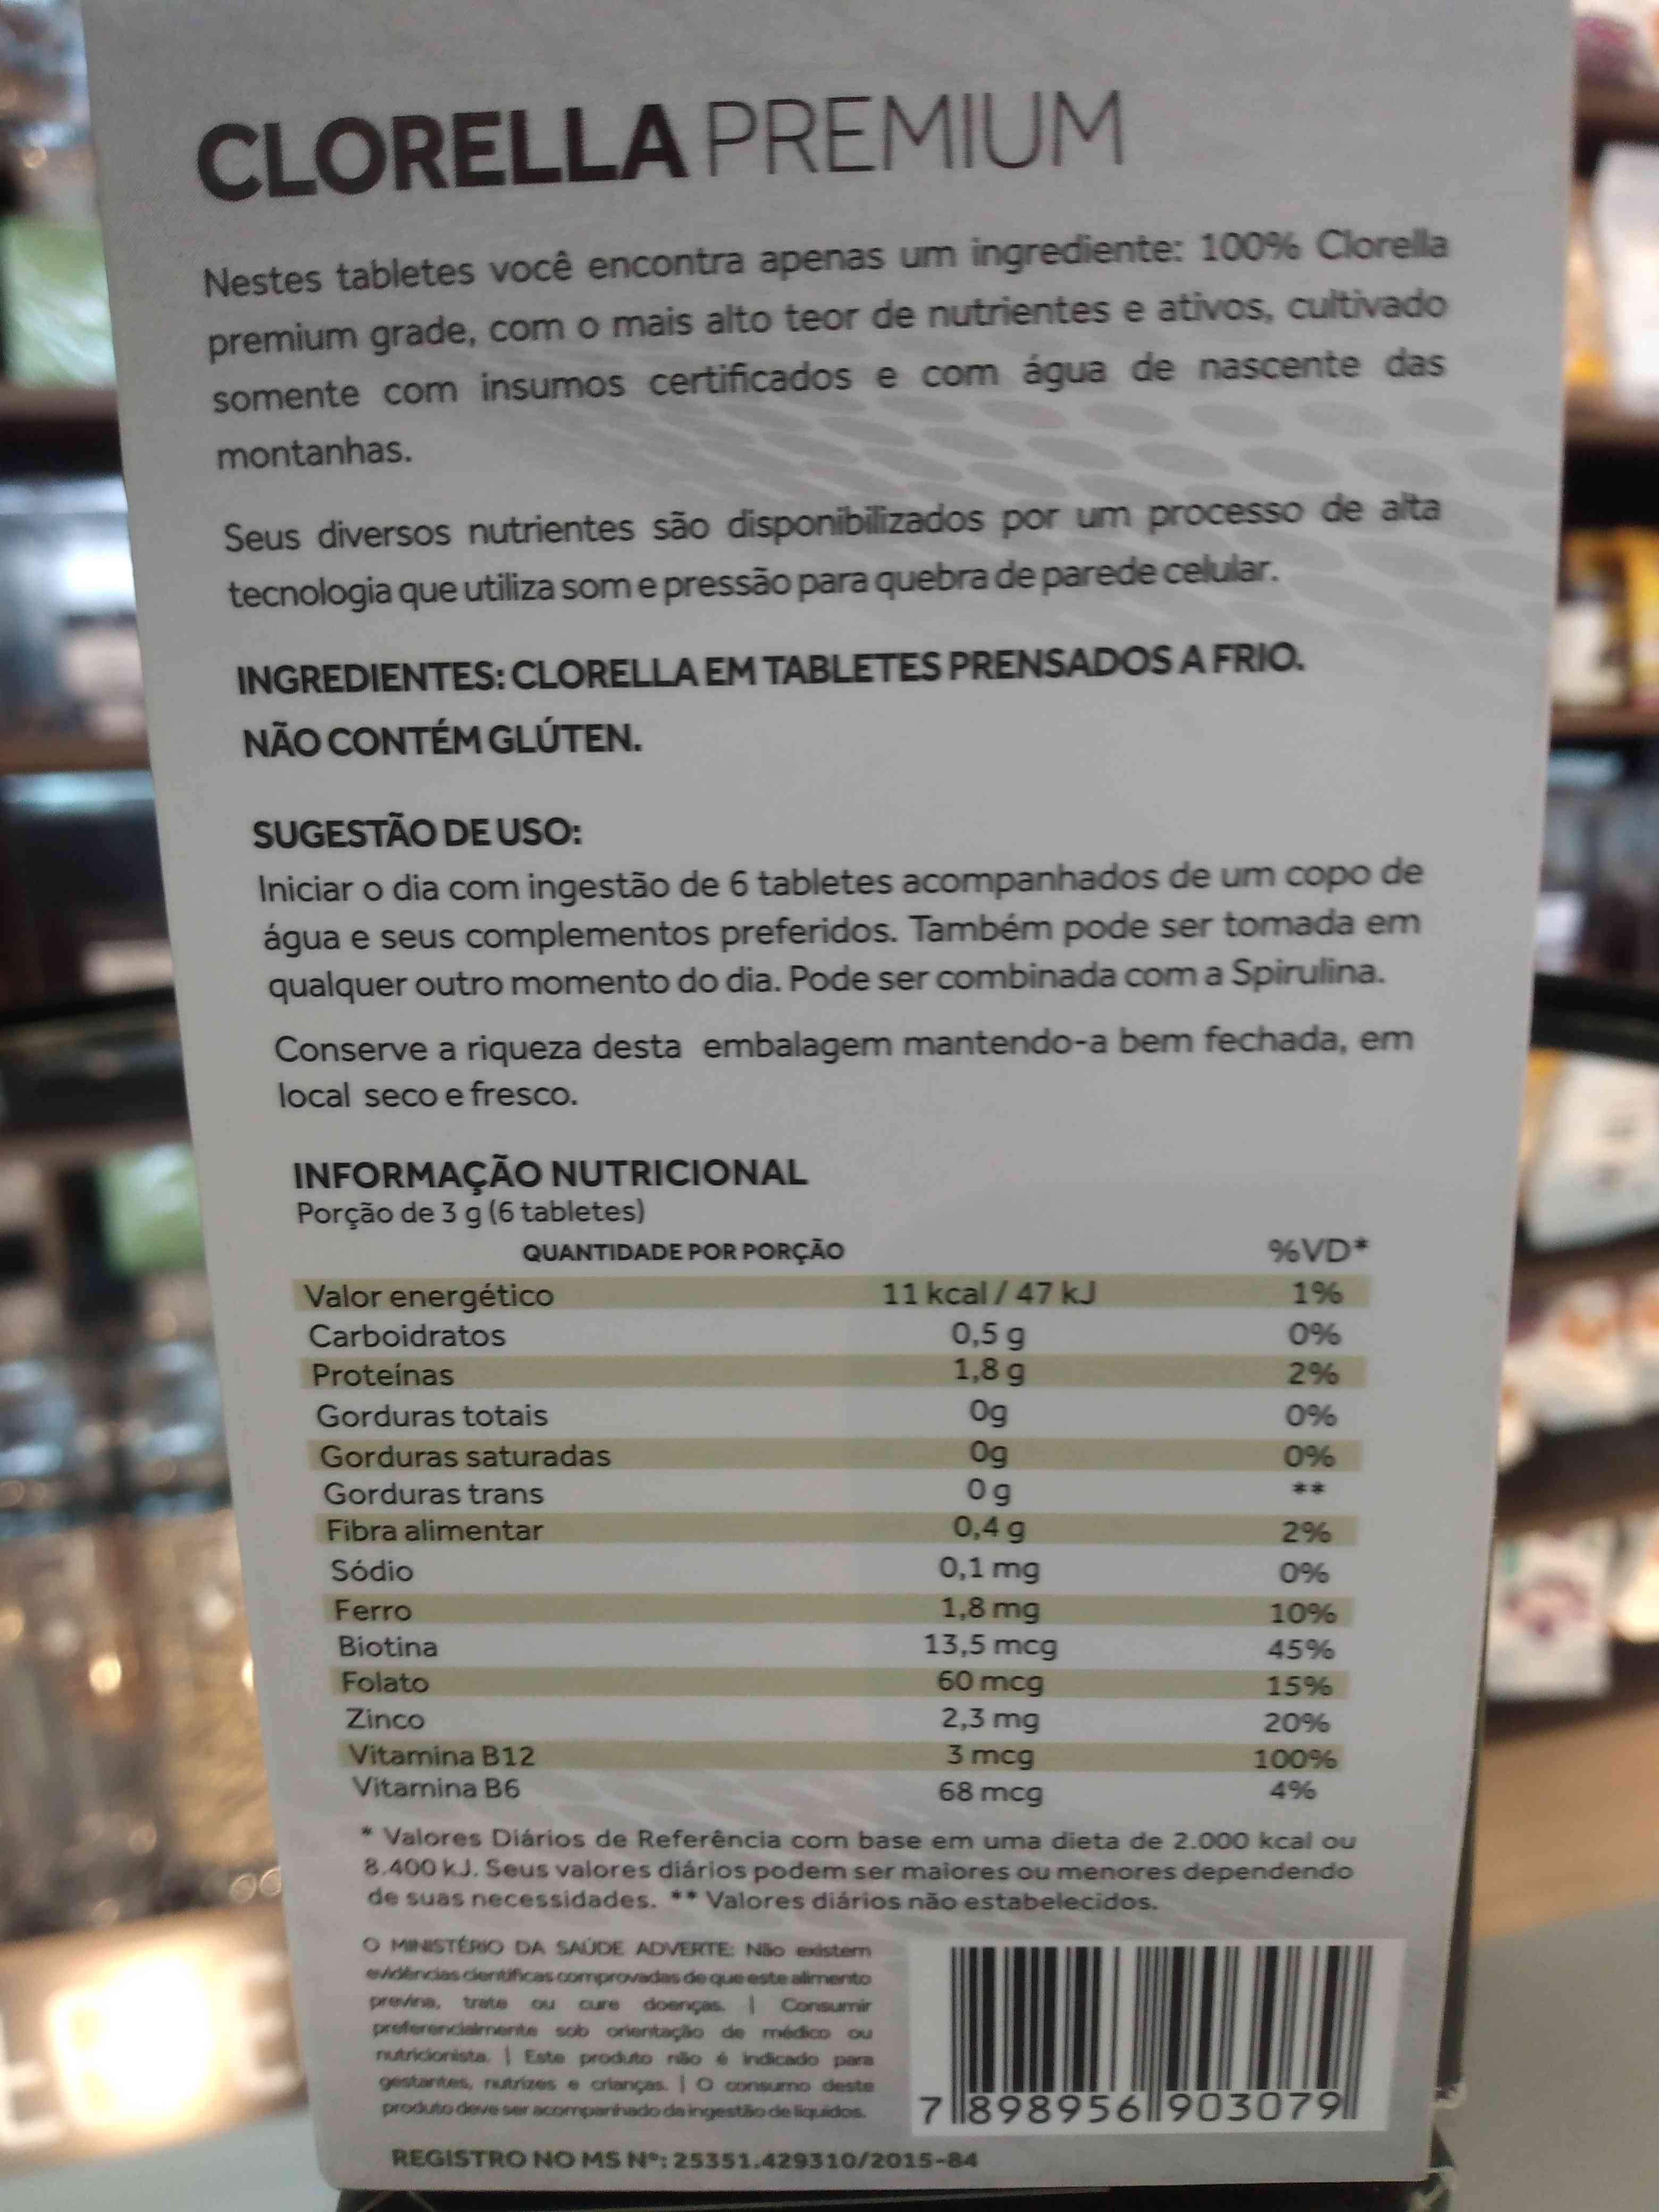 CLORELLA PREMIUM
Nestes tabletes você encontra apenas um ingrediente: 100% Clorella
premium grade, com o mais alto teor de nutrientes e ativos, cultivado
somente com insumos certificados e com água de nascente das
montanhas.
Seus diversos nutrientes são disponibilizados por um processo de alta
tecnologia que utiliza som e pressão para quebra de parede celular.
INGREDIENTES: CLORELLA EM TABLETES PRENSADOS A FRIO.
NÃO CONTÉM GLÚTEN.
SUGESTÃO DE USO:
Iniciar o dia com ingestão de 6 tabletes acompanhados de um copo de
água e seus complementos preferidos. Também pode ser tomada em
qualquer outro momento do dia. Pode ser combinada com a Spirulina.
Conserve a riqueza desta embalagem mantendo-a bem fechada, em
local seco e fresco.
INFORMAÇÃO NUTRICIONAL
Porção de 3 g (6 tabletes)
QUANTIDADE POR PORÇÃO %VD*
Valor energético 11 kcal / 47 kJ 1%
Carboidratos 0,5 g 0%
Proteínas 1,8 g 2%
Gorduras totais 0g 0%
Gorduras saturadas 0g 0%
Gorduras trans 0 g **
Fibra alimentar 0,4 g 2%
Sódio 0,1 mg 0%
Ferro 1,8 mg 10%
Biotina 13,5 mcg 45%
Folato 60 mcg 15%
Zinco 2,3 mg 20%
Vitamina B12 3 mcg 100%
Vitamina B6 68 mcg 4%
* Valores Diários de Referência com base em uma dieta de 2.000 kcal ou
8.400 kJ. Seus valores diários podem ser maiores ou menores dependendo
de suas necessidades. ** Valores diários não estabelecidos.
O MINISTÉRIO DA SAÚDE ADVERTE: Não existem
evidências científicas comprovadas de que este alimento
previna, trate ou cure doenças. | Consumir
preferencialmente sob orientação de médico ou
nutricionista. | Este produto não é indicado para
gestantes, nutrizes e crianças. | O consumo deste
produto deve ser acompanhado da ingestão de líquidos.
7 898956 903079
REGISTRO NO MS Nº: 25351.429310/2015-84